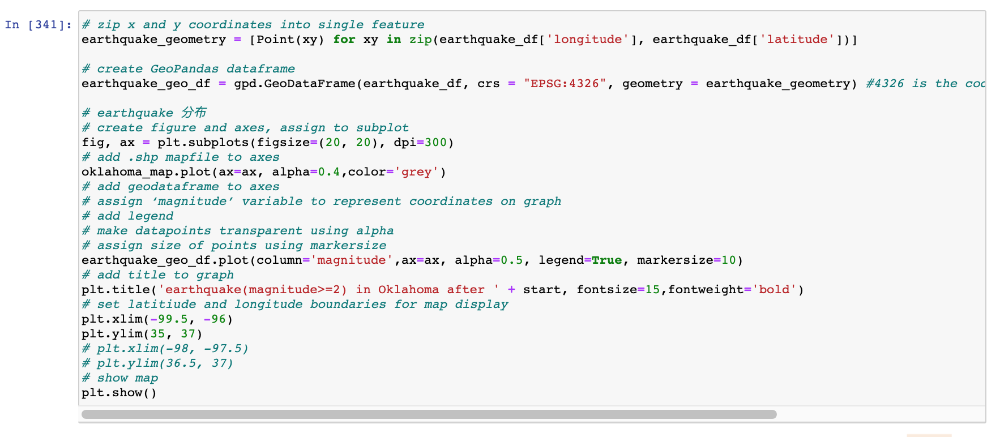 In [341]:
# zip x and y coordinates into single feature
earthquake_geometry = [Point(xy) for xy in zip(earthquake_df['longitude'], earthquake_df['latitude'])]
# create GeoPandas dataframe
earthquake_geo_df = gpd.GeoDataFrame(earthquake_df, crs = "EPSG:4326", geometry = earthquake_geometry) #4326 is the
# earthquake 分布
# create figure and axes, assign to subplot
fig, ax = plt.subplots(figsize=(20, 20), dpi=300)
# add .shp mapfile to axes
oklahoma_map.plot(ax=ax, alpha=0.4,color='grey')
# add geodataframe to axes
# assign ‘magnitude’ variable to represent coordinates on graph
# add legend
# make datapoints transparent using alpha
# assign size of points using markersize
earthquake_geo_df.plot(column='magnitude',ax=ax, alpha=0.5, legend=True, markersize=10)
# add title to graph
plt.title('earthquake(magnitude>=2) in Oklahoma after ' + start, fontsize=15,fontweight='bold')
# set latitiude and longitude boundaries for map display
plt.xlim(-99.5, -96)
plt.ylim(35, 37)
# plt.xlim(-98, -97.5)
# plt.ylim(36.5, 37)
# show map
plt.show()